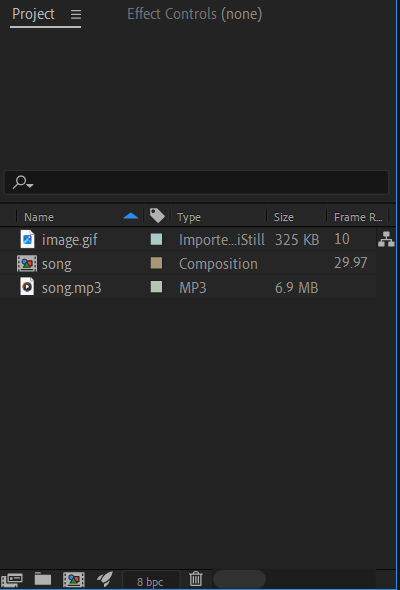 Project Effect Controls (none)
Name Type Size Frame R...
image.gif Importe...iStill 325 KB 10
song Composition 29.97
song.mp3 MP3 6.9 MB
8 bpc